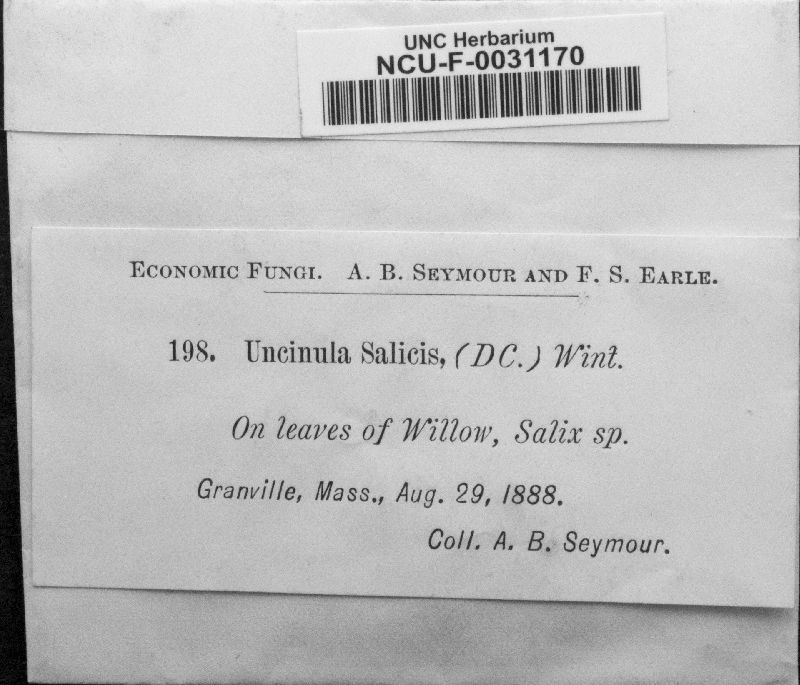 UNC Herbarium
NCU-F-0031170
Economic Fungi. A. B. Seymour and F. S. Earle.
198. Uncinula Salicis, (DC.) Wint.
On leaves of Willow, Salix sp.
Granville, Mass., Aug. 29, 1888.
Coll. A. B. Seymour.